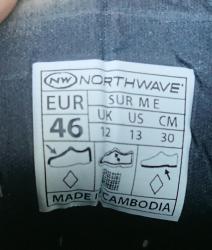 NW NORTHWAVE
EUR SUR ME
46 UK US CM
12 13 30
MADE IN CAMBODIA